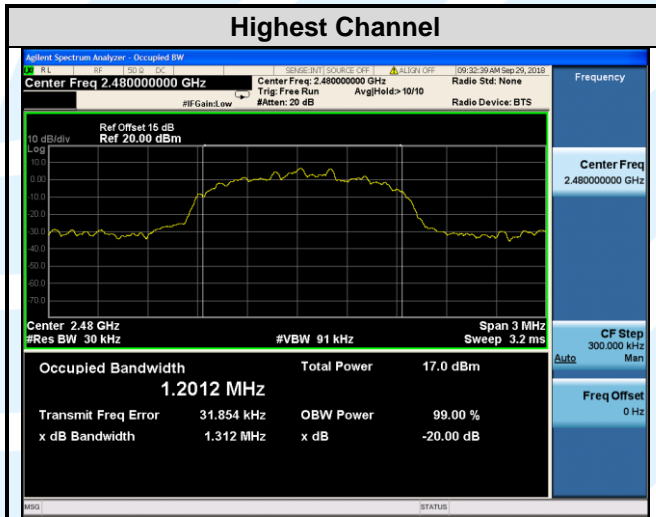 Highest Channel
Agilent Spectrum Analyzer - Occupied BW
RL RF 50 Ω DC SENSE:INT SOURCE OFF ALIGN OFF 09:32:39 AM Sep 29, 2018
Center Freq 2.480000000 GHz
Center Freq: 2.480000000 GHz
Radio Std: None
Trig: Free Run Avg|Hold:>10/10
#IFGain:Low
#Atten: 20 dB
Radio Device: BTS
Frequency
Ref Offset 15 dB
10 dB/div Ref 20.00 dBm
Log
10.0
0.00
-10.0
-20.0
-30.0
-40.0
-50.0
-60.0
-70.0
Center Freq
2.480000000 GHz
Center 2.48 GHz Span 3 MHz
#Res BW 30 kHz #VBW 91 kHz Sweep 3.2 ms
CF Step
300.000 kHz
Auto Man
Occupied Bandwidth Total Power 17.0 dBm
1.2012 MHz
Transmit Freq Error 31.854 kHz OBW Power 99.00 %
x dB Bandwidth 1.312 MHz x dB -20.00 dB
Freq Offset
0 Hz
MSG STATUS